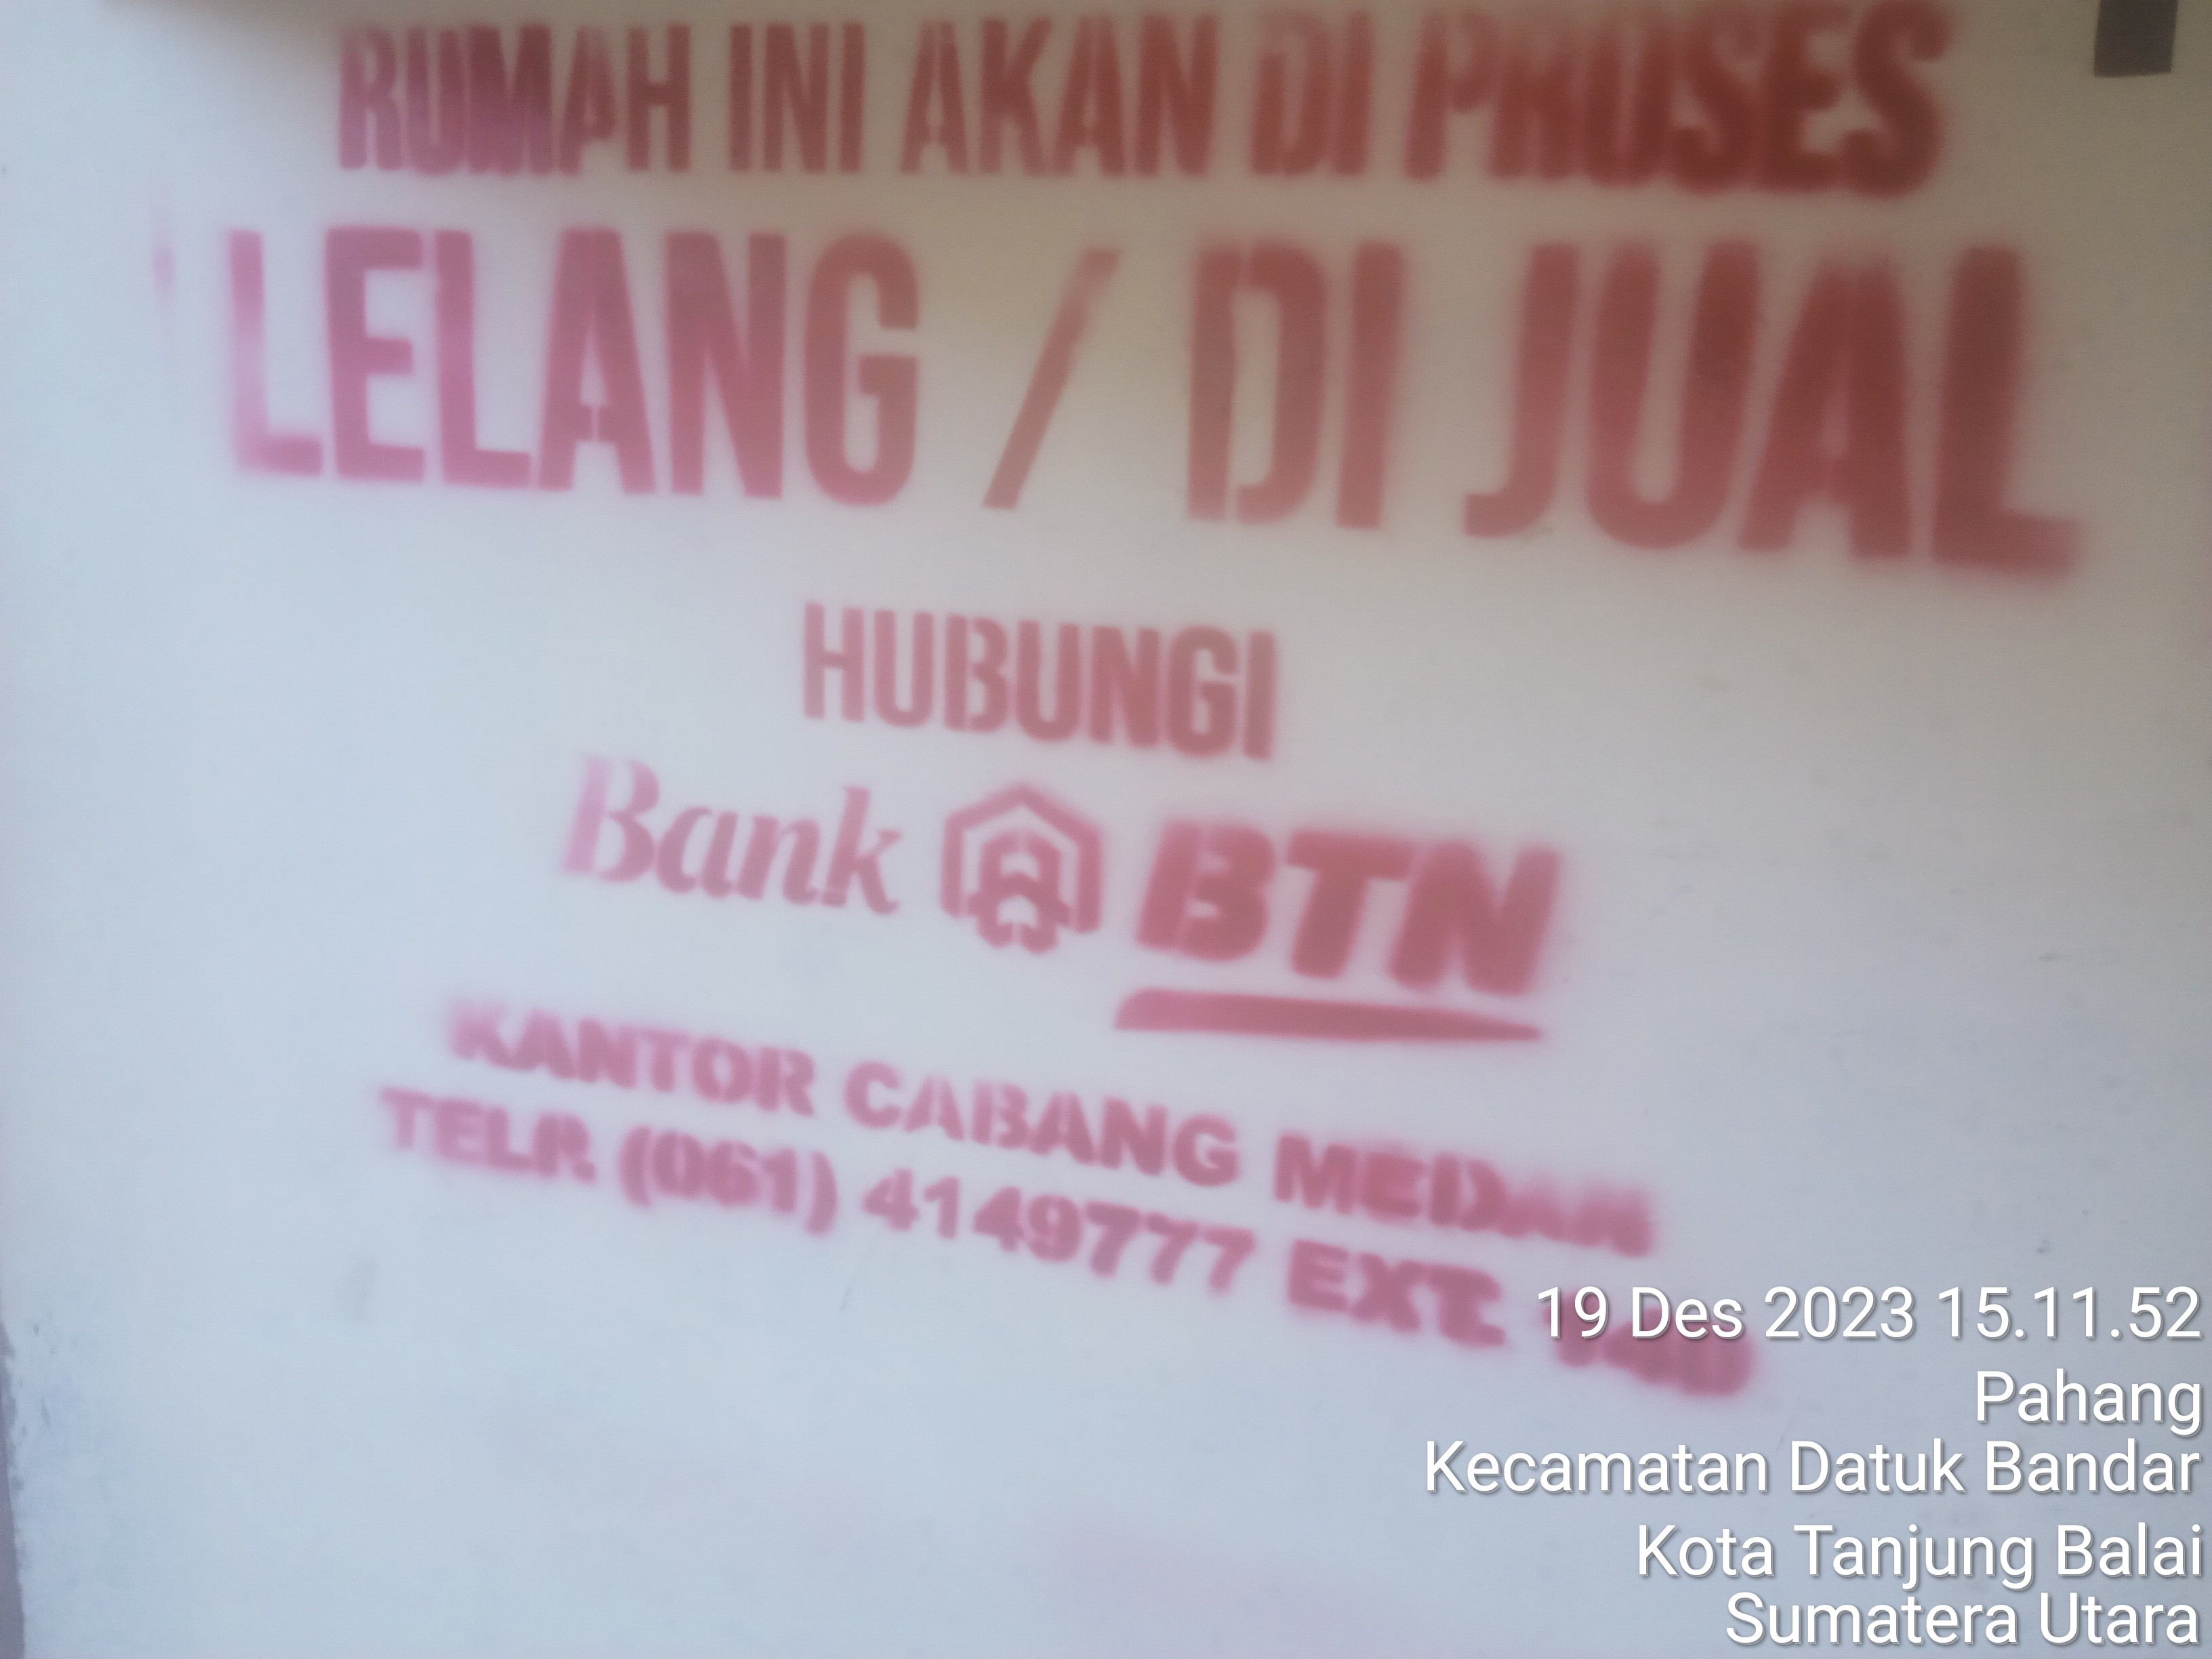 RUMAH INI AKAN DI PROSES
LELANG / DI JUAL
HUBUNGI
Bank BTN
KANTOR CABANG MEDAN
TELP. (061) 4149777 EXT. 140
19 Des 2023 15.11.52
Pahang
Kecamatan Datuk Bandar
Kota Tanjung Balai
Sumatera Utara